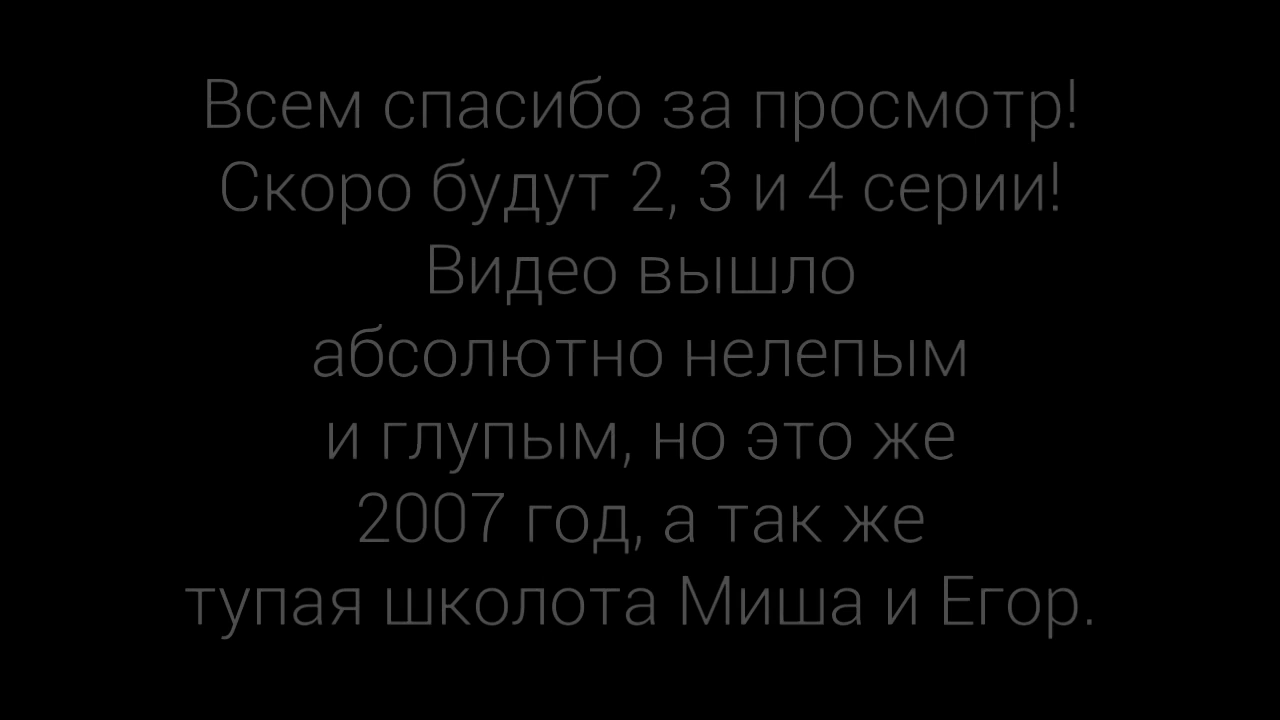 Всем спасибо за просмотр!
Скоро будут 2, 3 и 4 серии!
Видео вышло
абсолютно нелепым
и глупым, но это же
2007 год, а так же
тупая школота Миша и Егор.